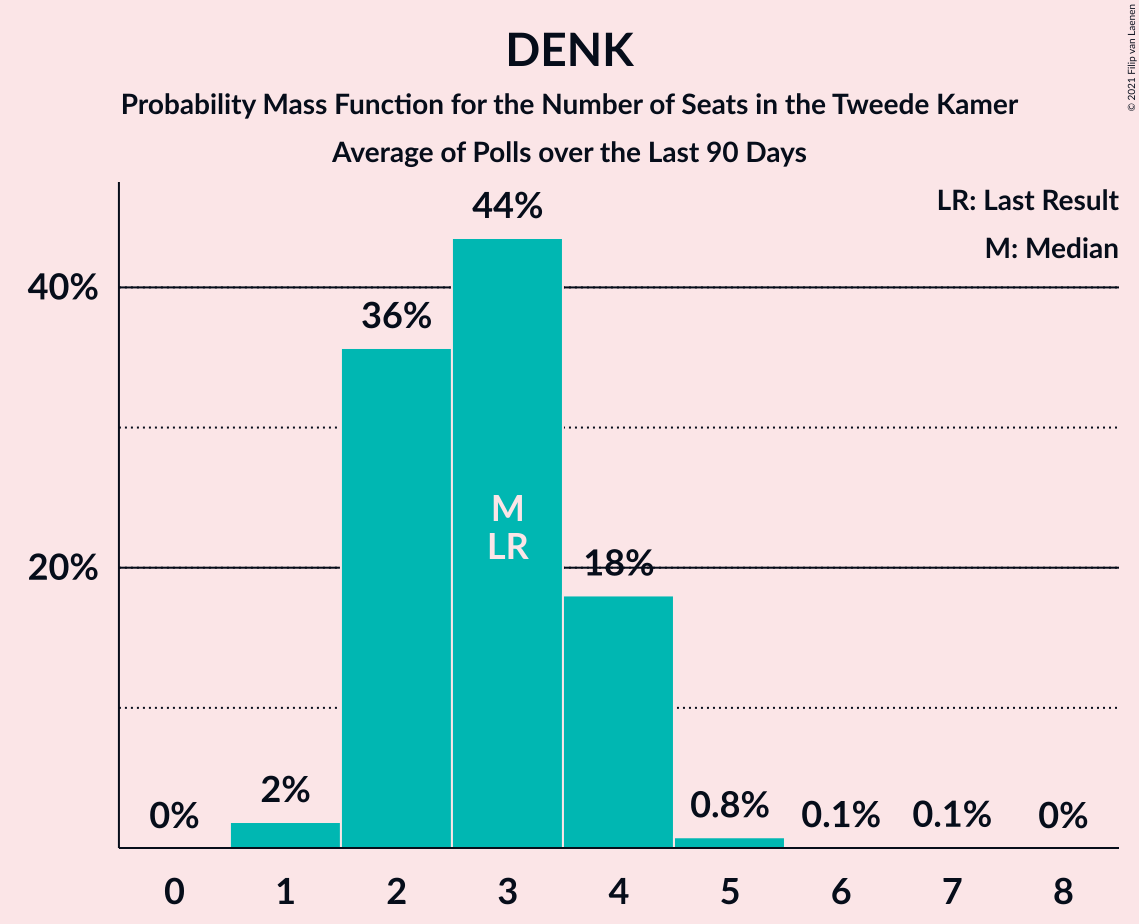 DENK
Probability Mass Function for the Number of Seats in the Tweede Kamer
Average of Polls over the Last 90 Days
© 2021 Filip van Laenen
LR: Last Result
M: Median
44%
40%
36%
M
LR
20%
18%
0%
2%
0.8%
0.1%
0.1%
0%
0
1
2
3
4
5
6
7
8